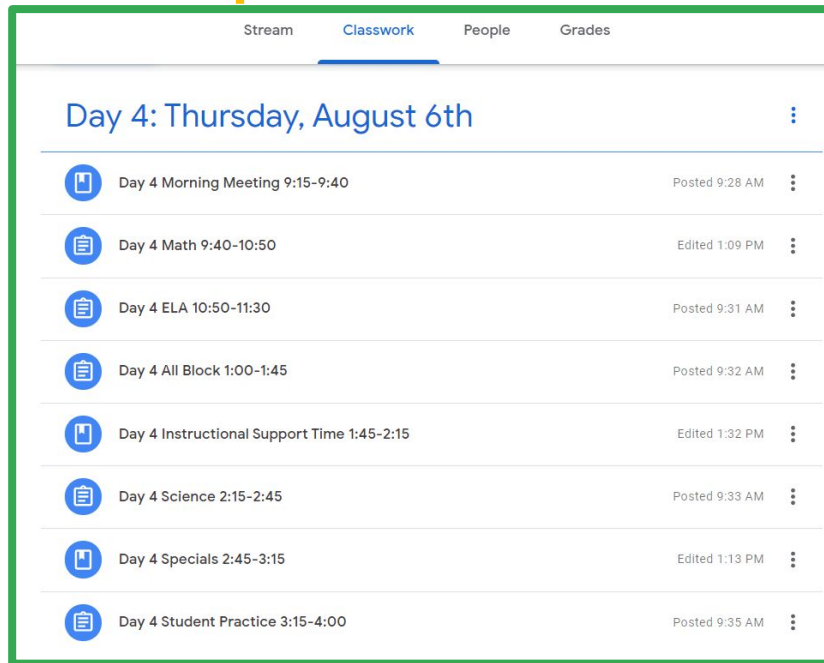 Stream Classwork People Grades
Day 4: Thursday, August 6th
Day 4 Morning Meeting 9:15-9:40 Posted 9:28 AM
Day 4 Math 9:40-10:50 Edited 1:09 PM
Day 4 ELA 10:50-11:30 Posted 9:31 AM
Day 4 All Block 1:00-1:45 Posted 9:32 AM
Day 4 Instructional Support Time 1:45-2:15 Edited 1:32 PM
Day 4 Science 2:15-2:45 Posted 9:33 AM
Day 4 Specials 2:45-3:15 Edited 1:13 PM
Day 4 Student Practice 3:15-4:00 Posted 9:35 AM